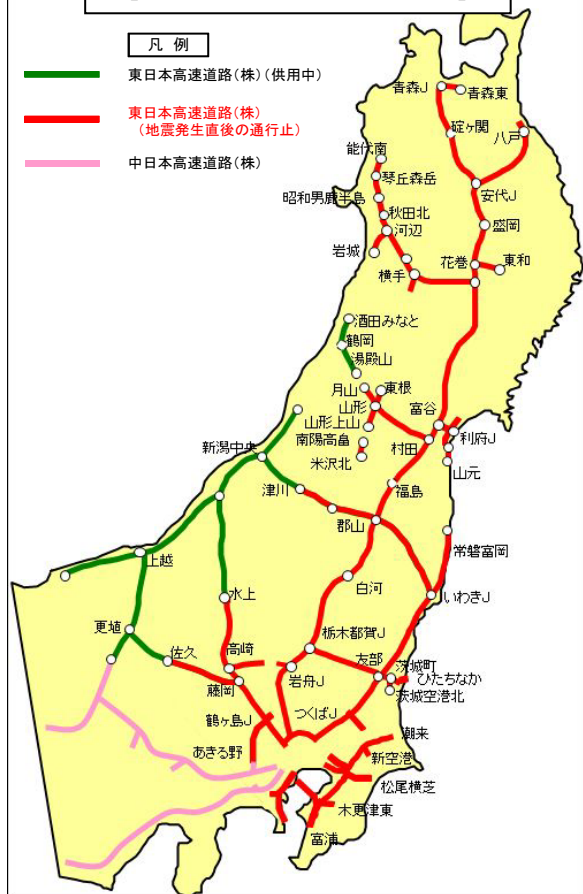 凡 例
東日本高速道路(株)(供用中)
東日本高速道路(株)
(地震発生直後の通行止)
中日本高速道路(株)
青森J
青森東
碇ヶ関
八戸
能代南
琴丘森岳
安代J
昭和男鹿半島
秋田北
盛岡
河辺
岩城
花巻
東和
横手
酒田みなと
鶴岡
湯殿山
月山
東根
山形
富谷
山形上山
利府J
新潟中央
南陽高畠
村田
米沢北
山元
津川
福島
郡山
常磐富岡
上越
白河
いわきJ
水上
更埴
栃木都賀J
佐久
高崎
友部
茨城町
岩舟J
ひたちなか
藤岡
茨城空港北
鶴ヶ島J
つくばJ
潮来
あきる野
新空港
松尾横芝
木更津東
富浦